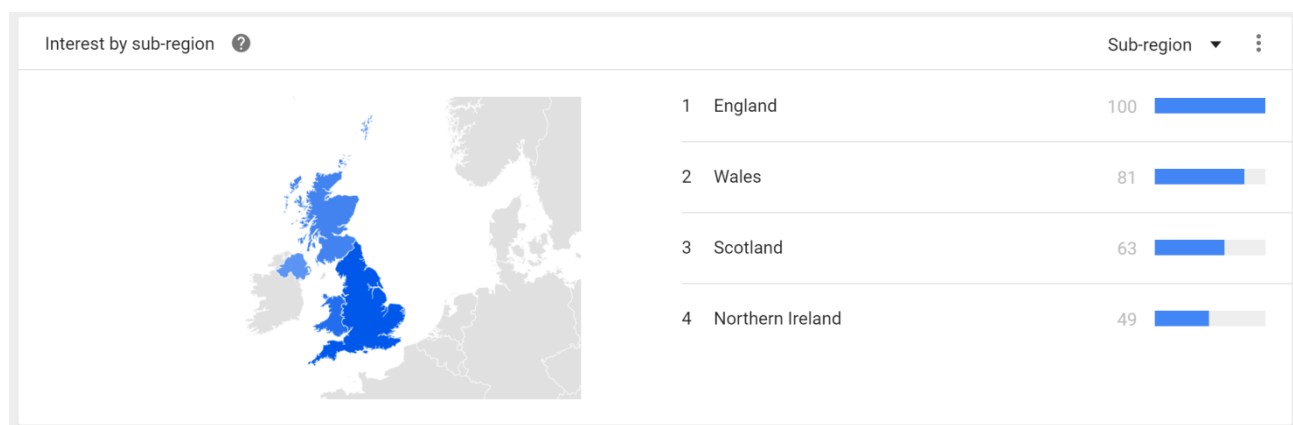 Interest by sub-region ?
Sub-region
1 England 100
2 Wales 81
3 Scotland 63
4 Northern Ireland 49